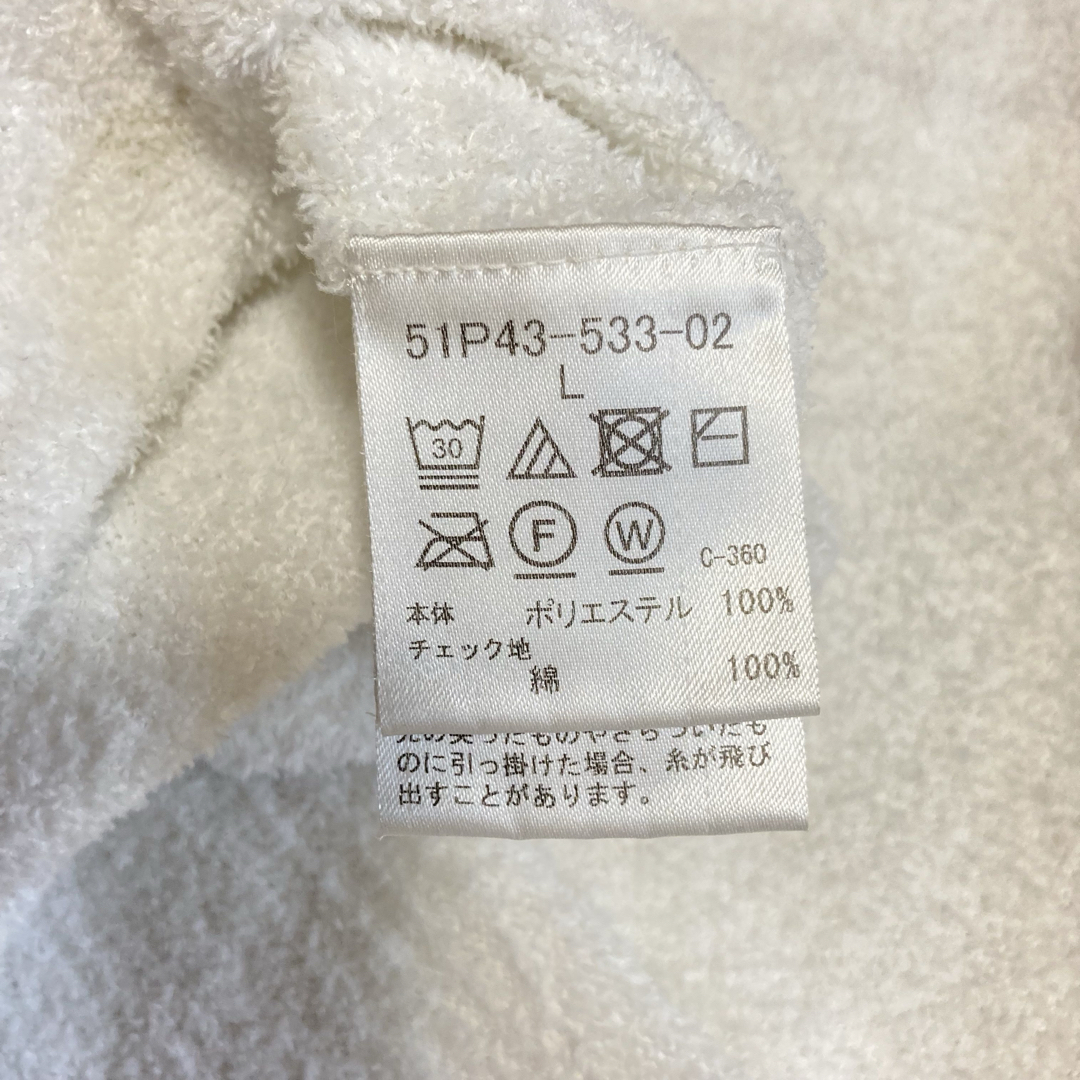 51P43-533-02
L
30
F W
C-360
本体 ポリエステル 100%
チェック地
綿 100%
のに引っ掛けた場合、糸が飛び
出すことがあります。